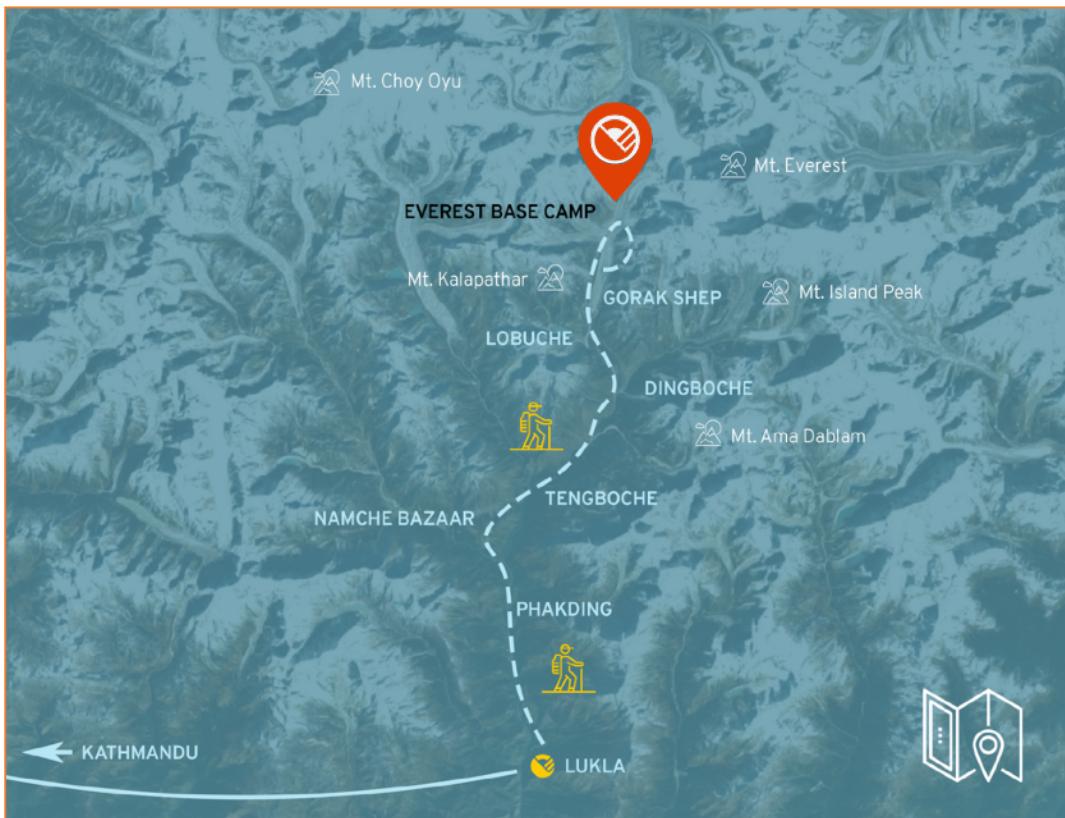 Mt. Choy Oyu
Mt. Everest
EVEREST BASE CAMP
Mt. Kalapathar
GORAK SHEP
Mt. Island Peak
LOBUCHE
DINGBOCHE
Mt. Ama Dablam
TENGBOCHE
NAMCHE BAZAAR
PHAKDING
KATHMANDU
LUKLA